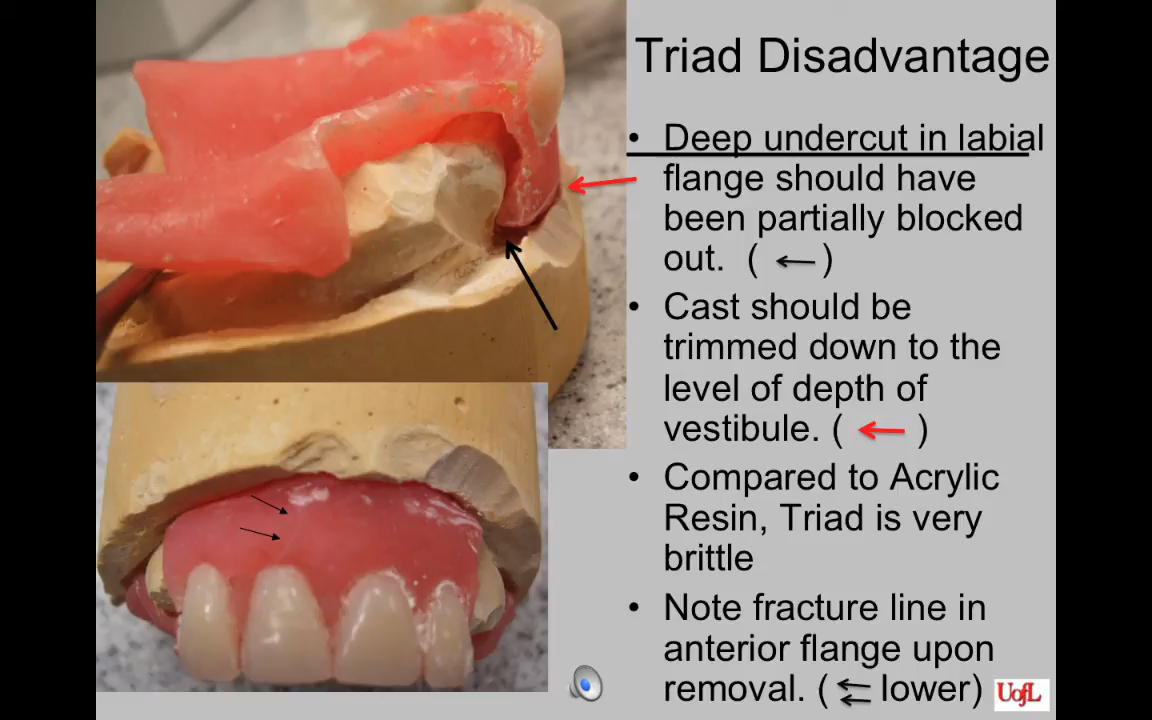 Triad Disadvantage
• Deep undercut in labial
flange should have
been partially blocked
out. ( ← )
• Cast should be
trimmed down to the
level of depth of
vestibule. ( ← )
• Compared to Acrylic
Resin, Triad is very
brittle
• Note fracture line in
anterior flange upon
removal. ( ⇇ lower)
UofL